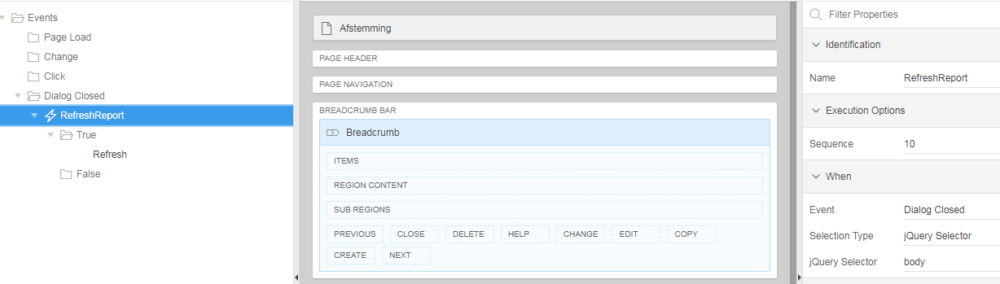 Events
Page Load
Change
Click
Dialog Closed
RefreshReport
True
Refresh
False
Afstemming
PAGE HEADER
PAGE NAVIGATION
BREADCRUMB BAR
Breadcrumb
ITEMS
REGION CONTENT
SUB REGIONS
PREVIOUS CLOSE DELETE HELP CHANGE EDIT COPY
CREATE NEXT
Filter Properties
Identification
Name RefreshReport
Execution Options
Sequence 10
When
Event Dialog Closed
Selection Type jQuery Selector
jQuery Selector body